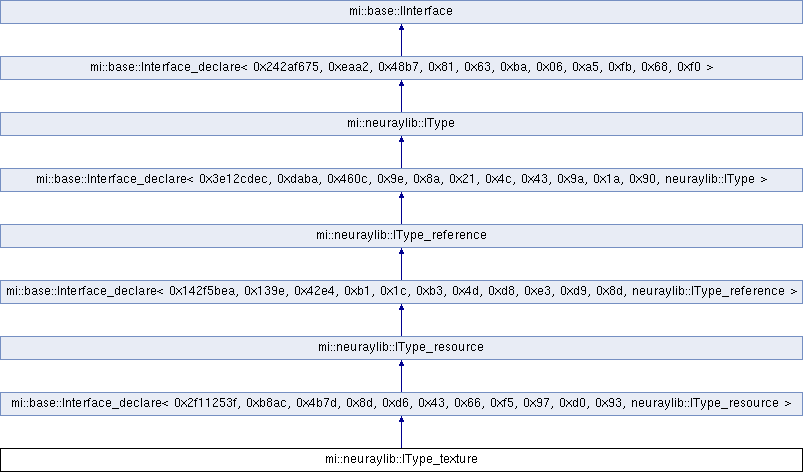 mi::base::IInterface
mi::base::Interface_declare< 0x242af675, 0xeaa2, 0x48b7, 0x81, 0x63, 0xba, 0x06, 0xa5, 0xfb, 0x68, 0xf0 >
mi::neuraylib::IType
mi::base::Interface_declare< 0x3e12cdec, 0xdaba, 0x460c, 0x9e, 0x8a, 0x21, 0x4c, 0x43, 0x9a, 0x1a, 0x90, neuraylib::IType >
mi::neuraylib::IType_reference
mi::base::Interface_declare< 0x142f5bea, 0x139e, 0x42e4, 0xb1, 0x1c, 0xb3, 0x4d, 0xd8, 0xe3, 0xd9, 0x8d, neuraylib::IType_reference >
mi::neuraylib::IType_resource
mi::base::Interface_declare< 0x2f11253f, 0xb8ac, 0x4b7d, 0x8d, 0xd6, 0x43, 0x66, 0xf5, 0x97, 0xd0, 0x93, neuraylib::IType_resource >
mi::neuraylib::IType_texture